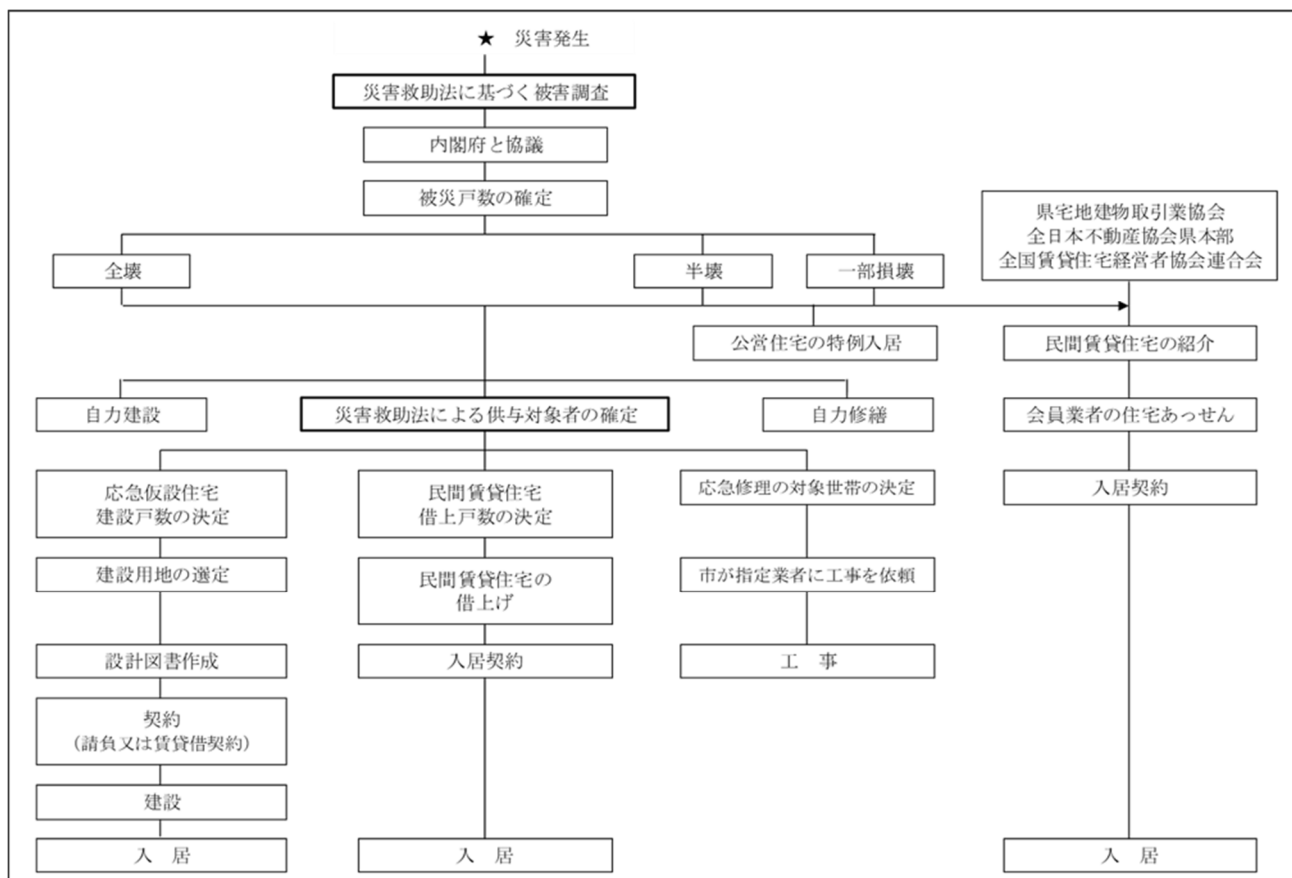 ★ 災害発生
災害救助法に基づく被害調査
内閣府と協議
被災戸数の確定
県宅地建物取引業協会
全日本不動産協会県本部
全国賃貸住宅経営者協会連合会
全壊
半壊
一部損壊
公営住宅の特例入居
民間賃貸住宅の紹介
自力建設
災害救助法による供与対象者の確定
自力修繕
会員業者の住宅あっせん
応急仮設住宅
建設戸数の決定
民間賃貸住宅
借上戸数の決定
応急修理の対象世帯の決定
入居契約
建設用地の選定
民間賃貸住宅の
借上げ
市が指定業者に工事を依頼
設計図書作成
入居契約
工　事
契約
（請負又は賃貸借契約）
建設
入　居
入　居
入　居